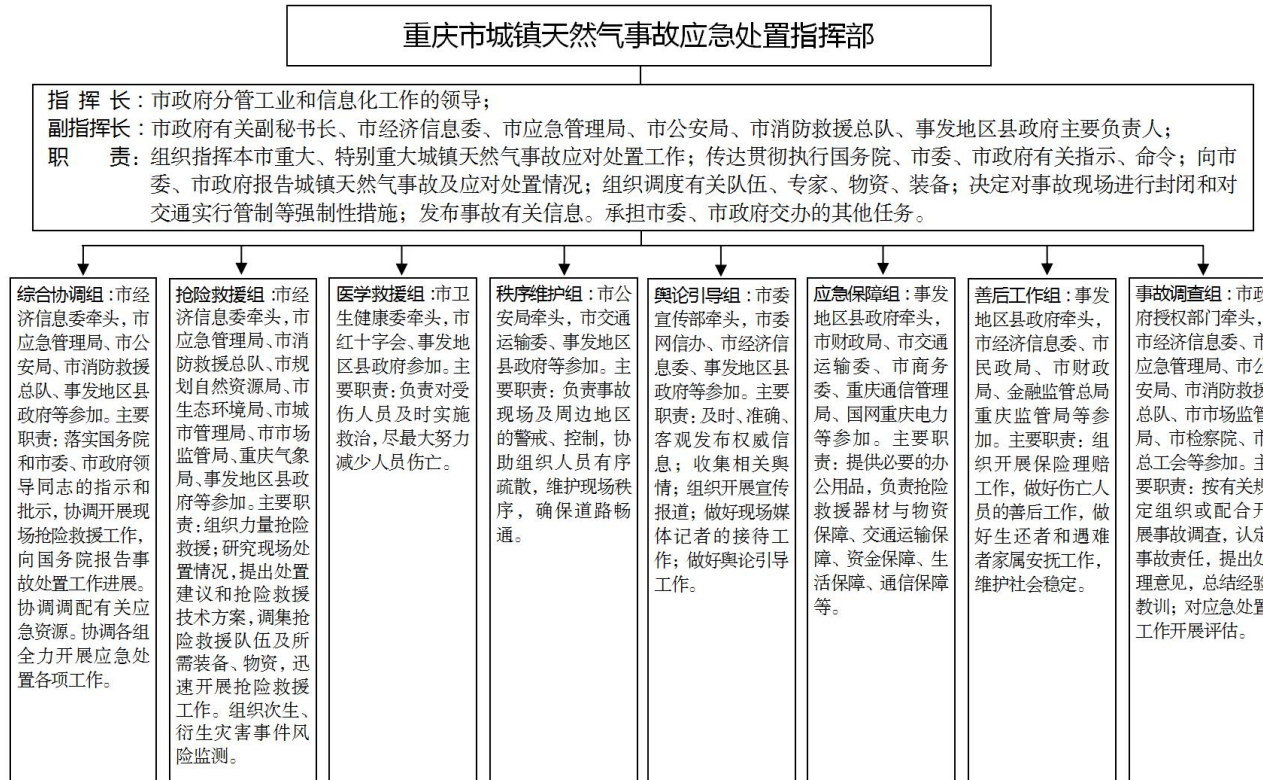 重庆市城镇天然气事故应急处置指挥部
指 挥 长：市政府分管工业和信息化工作的领导；
副指挥长：市政府有关副秘书长、市经济信息委、市应急管理局、市公安局、市消防救援总队、事发地区县政府主要负责人；
职 责：组织指挥本市重大、特别重大城镇天然气事故应对处置工作；传达贯彻执行国务院、市委、市政府有关指示、命令；向市
委、市政府报告城镇天然气事故及应对处置情况；组织调度有关队伍、专家、物资、装备；决定对事故现场进行封闭和对
交通实行管制等强制性措施；发布事故有关信息。承担市委、市政府交办的其他任务。
综合协调组：市经
济信息委牵头，市
应急管理局、市公
安局、市消防救援
总队、事发地区县
政府等参加。主要
职责：落实国务院
和市委、市政府领
导同志的指示和
批示，协调开展现
场抢险救援工作，
向国务院报告事
故处置工作进展。
协调调配有关应
急资源。协调各组
全力开展应急处
置各项工作。
抢险救援组：市经
济信息委牵头，市
应急管理局、市消
防救援总队、市规
划自然资源局、市
生态环境局、市城
市管理局、市市场
监管局、重庆气象
局、事发地区县政
府等参加。主要职
责：组织力量抢险
救援；研究现场处
置情况，提出处置
建议和抢险救援
技术方案，调集抢
险救援队伍及所
需装备、物资，迅
速开展抢险救援
工作。组织次生、
衍生灾害事件风
险监测。
医学救援组：市卫
生健康委牵头，市
红十字会、事发地
区县政府参加。主
要职责：负责对受
伤人员及时实施
救治，尽最大努力
减少人员伤亡。
秩序维护组：市公
安局牵头，市交通
运输委、事发地区
县政府等参加。主
要职责：负责事故
现场及周边地区
的警戒、控制，协
助组织人员有序
疏散，维护现场秩
序，确保道路畅
通。
舆论引导组：市委
宣传部牵头，市委
网信办、市经济信
息委、事发地区县
政府等参加。主要
职责：及时、准确、
客观发布权威信
息；收集相关舆
情；组织开展宣传
报道；做好现场媒
体记者的接待工
作；做好舆论引导
工作。
应急保障组：事发
地区县政府牵头，
市财政局、市交通
运输委、市商务
委、重庆通信管理
局、国网重庆电力
等参加。主要职
责：提供必要的办
公用品，负责抢险
救援器材与物资
保障、交通运输保
障、资金保障、生
活保障、通信保障
等。
善后工作组：事发
地区县政府牵头，
市经济信息委、市
民政局、市财政
局、金融监管总局
重庆监管局等参
加。主要职责：组
织开展保险理赔
工作，做好伤亡人
员的善后工作，做
好生还者和遇难
者家属安抚工作，
维护社会稳定。
事故调查组：市政
府授权部门牵头，
市经济信息委、市
应急管理局、市公
安局、市消防救援
总队、市市场监管
局、市检察院、市
总工会等参加。主
要职责：按有关规
定组织或配合开
展事故调查，认定
事故责任，提出处
理意见，总结经验
教训；对应急处置
工作开展评估。